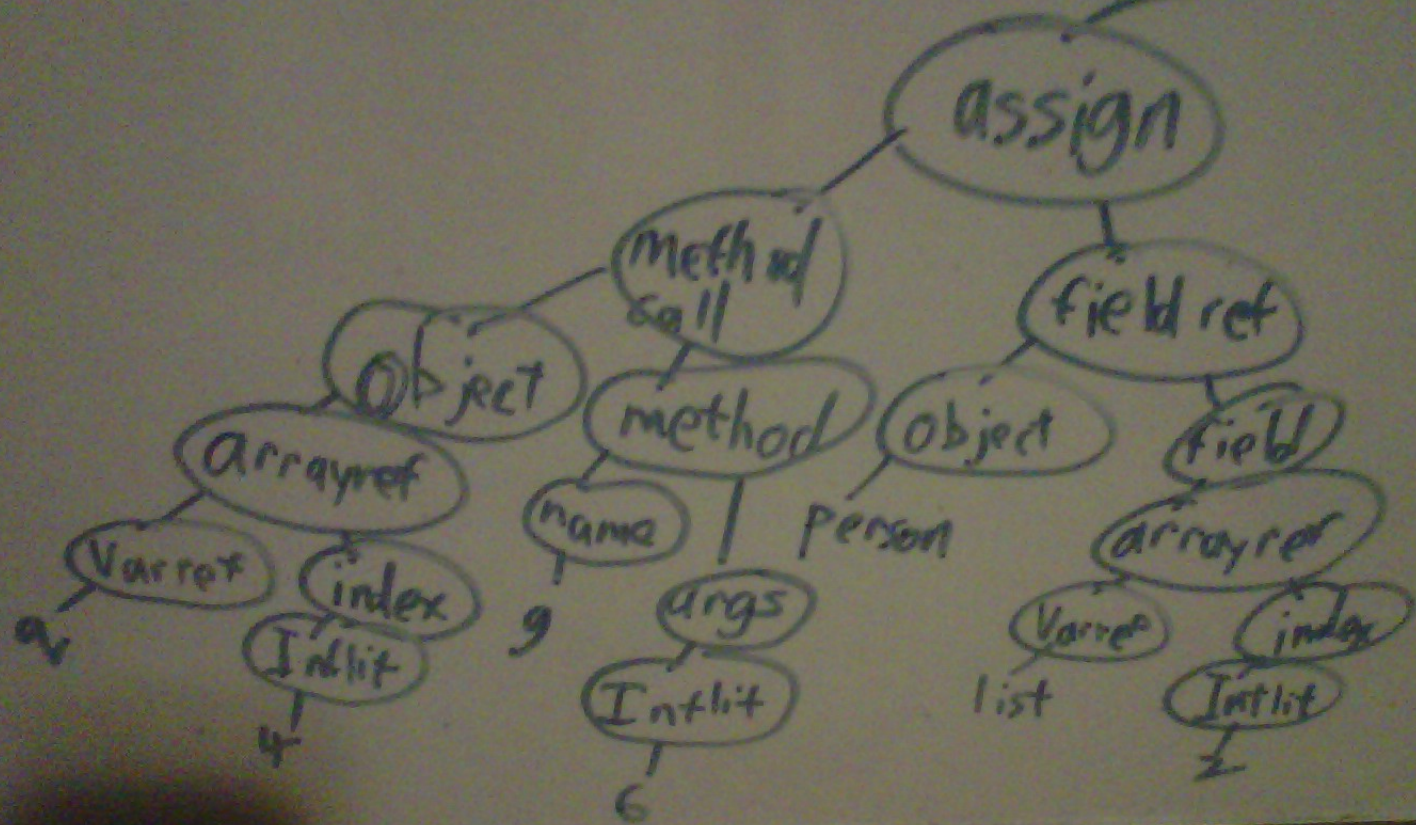 assign
method
call
field ref
object
method
object
field
arrayref
name
person
arrayref
Varref
index
args
Varref
index
Intlit
Intlit
list
Intlit
4
6
2